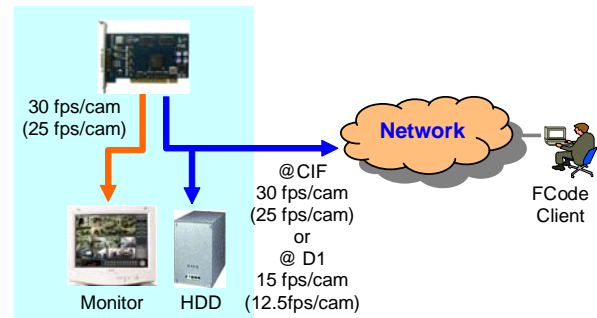 30 fps/cam
(25 fps/cam)
Network
@CIF
30 fps/cam
(25 fps/cam)
or
@ D1
15 fps/cam
(12.5fps/cam)
FCode
Client
Monitor
HDD